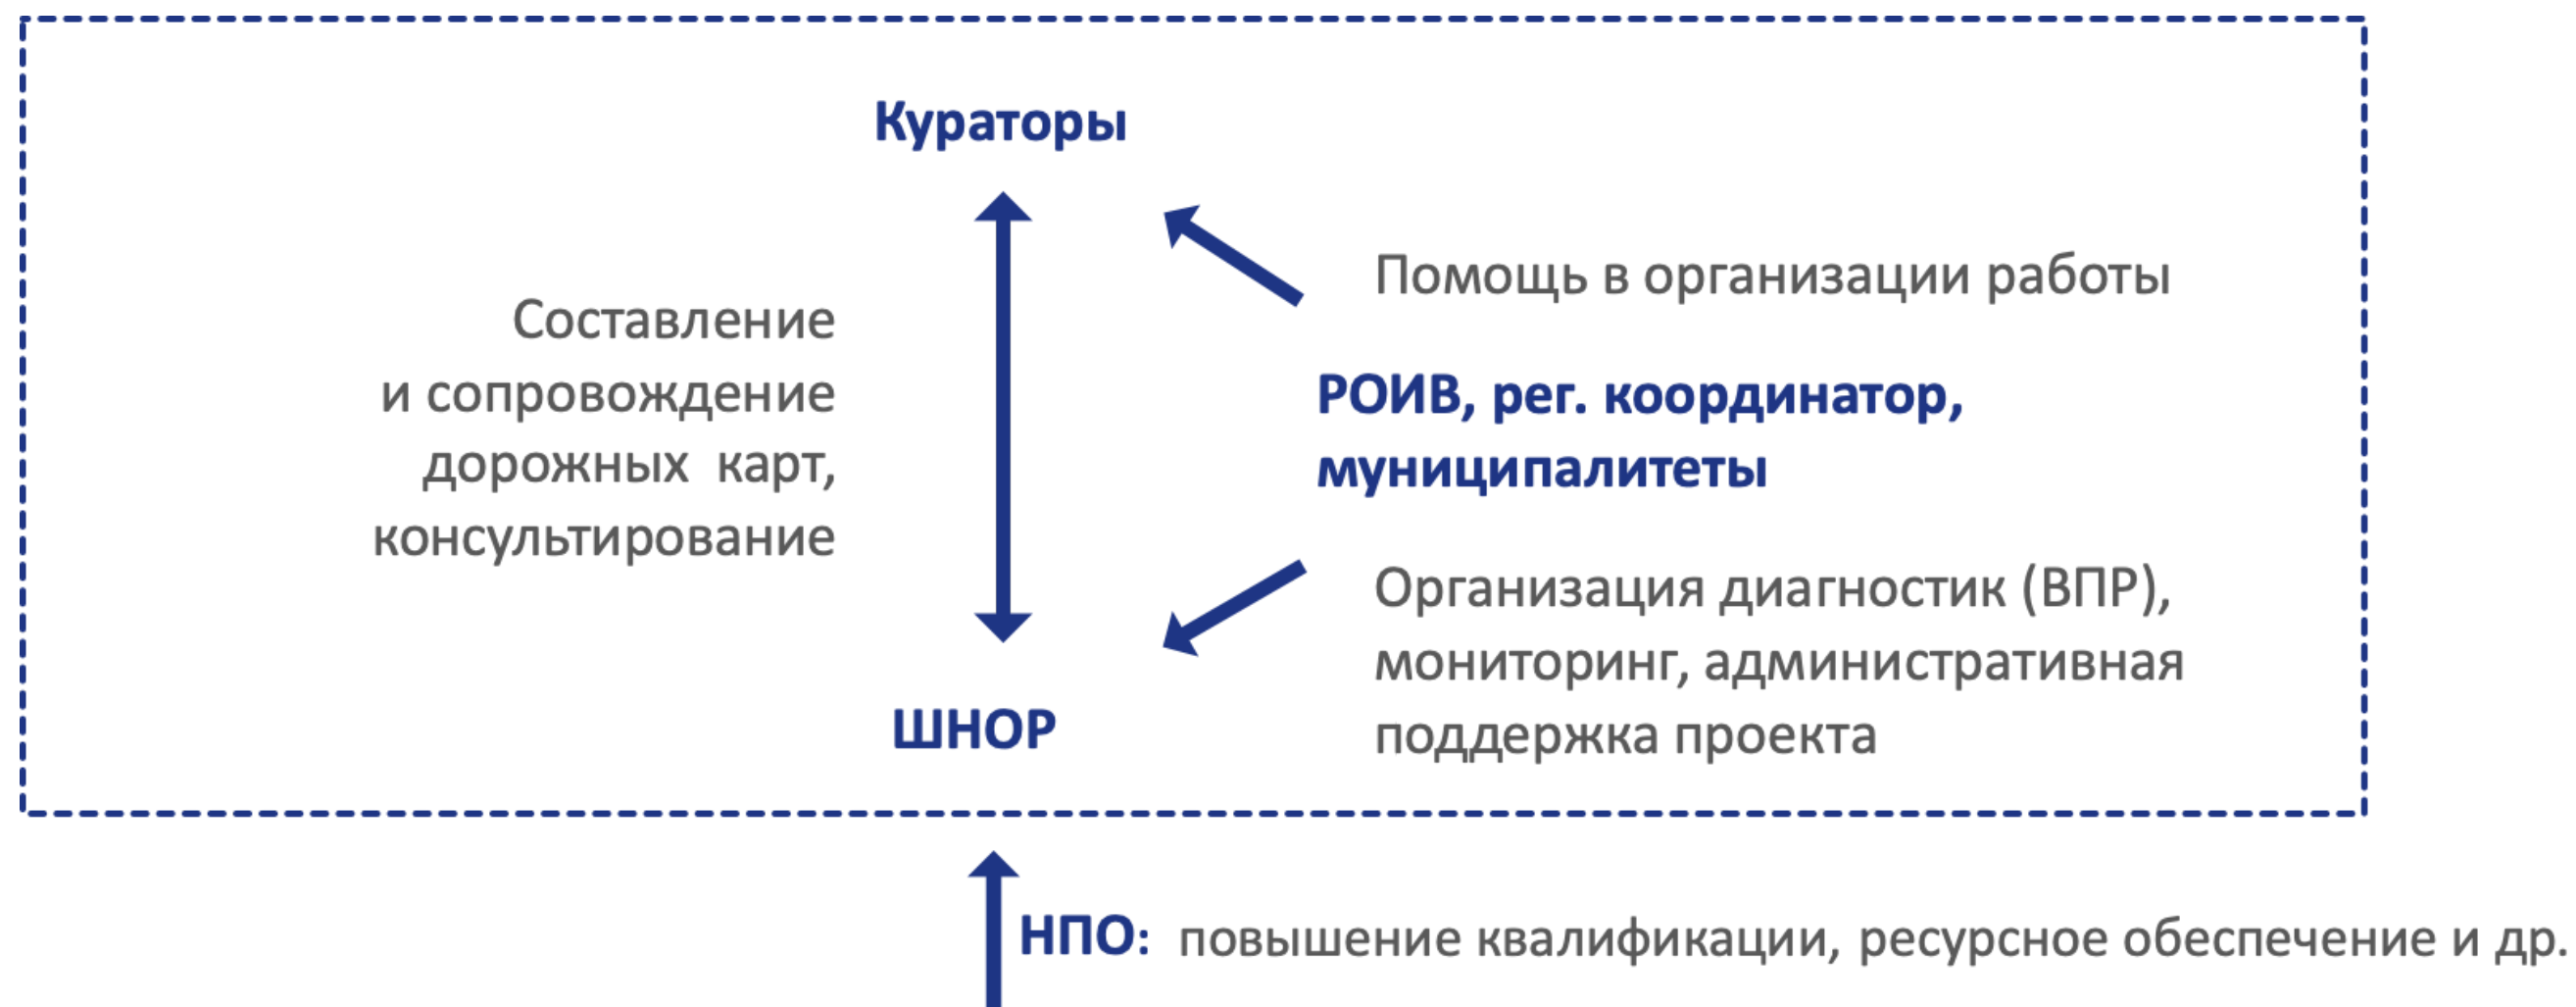 Кураторы
Составление
и сопровождение
дорожных карт,
консультирование
Помощь в организации работы
РОИВ, рег. координатор,
муниципалитеты
Организация диагностик (ВПР),
мониторинг, административная
поддержка проекта
ШНОР
НПО: повышение квалификации, ресурсное обеспечение и др.